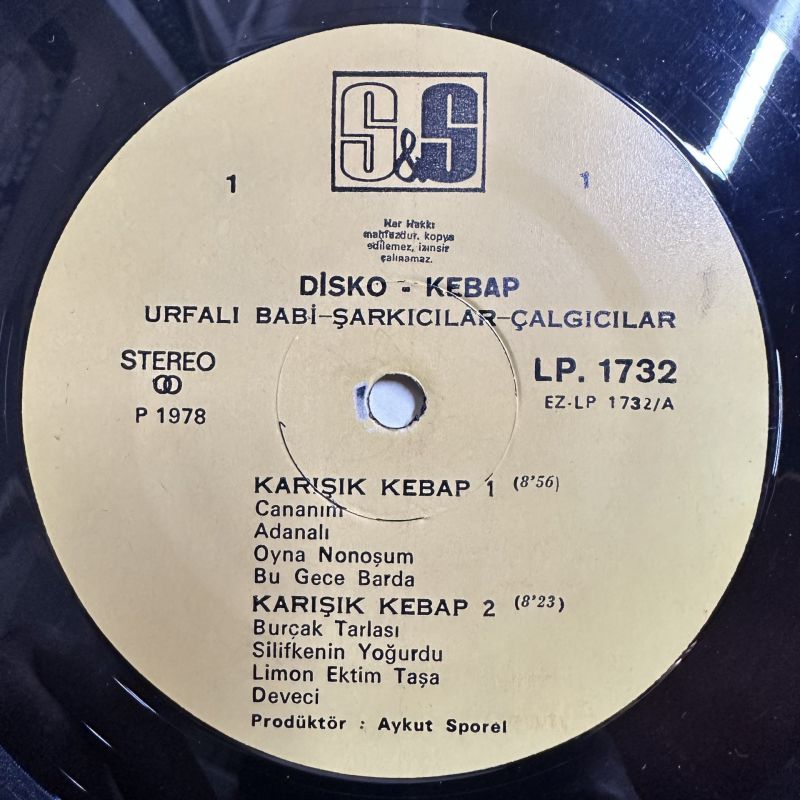 S&S
1
1
Her Hakkı
mahfuzdur, kopya
edilemez, izinsiz
çalınamaz.
DİSKO - KEBAP
URFALI BABİ-ŞARKICILAR-ÇALGICILAR
STEREO
LP. 1732
P 1978
EZ-LP 1732/A
KARIŞIK KEBAP 1 (8'56)
Cananım
Adanalı
Oyna Nonoşum
Bu Gece Barda
KARIŞIK KEBAP 2 (8'23)
Burçak Tarlası
Silifkenin Yoğurdu
Limon Ektim Taşa
Deveci
Prodüktör : Aykut Sporel